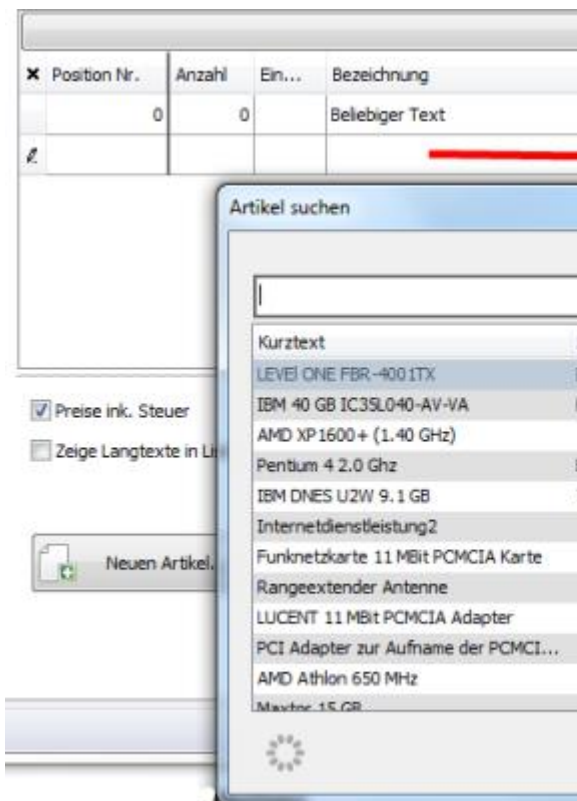 Position Nr. Anzahl Ein... Bezeichnung
0 0 Beliebiger Text
Artikel suchen
Kurztext
LEVEl ONE FBR-4001TX
IBM 40 GB IC35L040-AV-VA
Preise ink. Steuer
AMD XP1600+ (1.40 GHz)
Zeige Langtexte in Li
Pentium 4 2.0 Ghz
IBM DNES U2W 9.1 GB
Internetdienstleistung2
Neuen Artikel.
Funknetzkarte 11 MBit PCMCIA Karte
Rangeextender Antenne
LUCENT 11 MBit PCMCIA Adapter
PCI Adapter zur Aufname der PCMCI...
AMD Athlon 650 MHz
Maxtor 15 GB